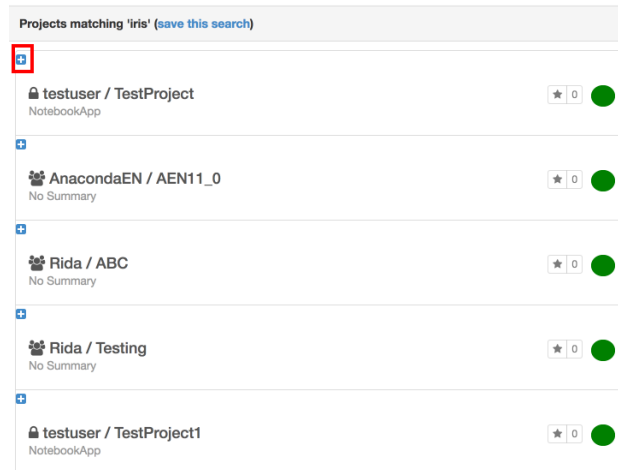 Projects matching 'iris' (save this search)
testuser / TestProject
0
NotebookApp
AnacondaEN / AEN11_0
0
No Summary
Rida / ABC
0
No Summary
Rida / Testing
0
No Summary
testuser / TestProject1
0
NotebookApp